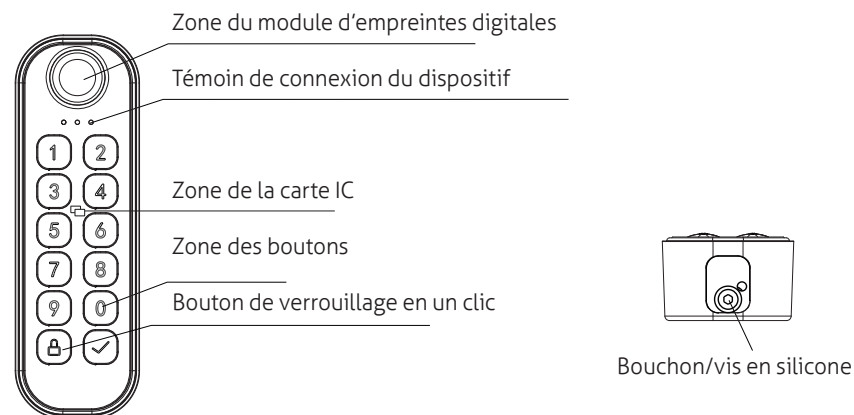 Zone du module d'empreintes digitales
Témoin de connexion du dispositif
1 2
3 4
Zone de la carte IC
5 6
Zone des boutons
7 8
9 0
Bouton de verrouillage en un clic
Bouchon/vis en silicone